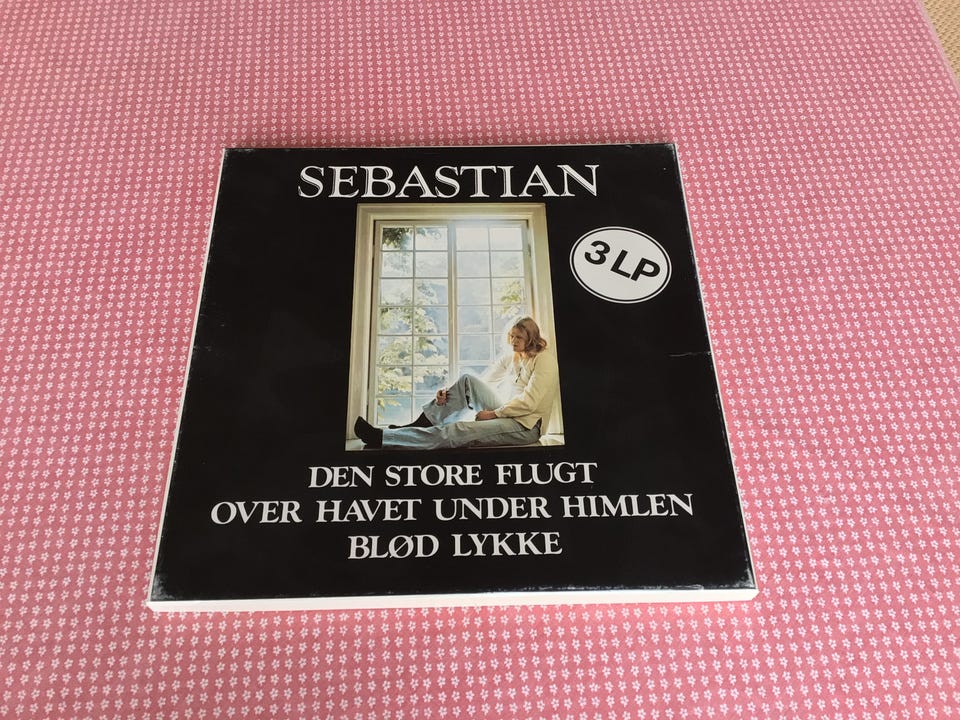 SEBASTIAN
3 LP
DEN STORE FLUGT
OVER HAVET UNDER HIMLEN
BLØD LYKKE